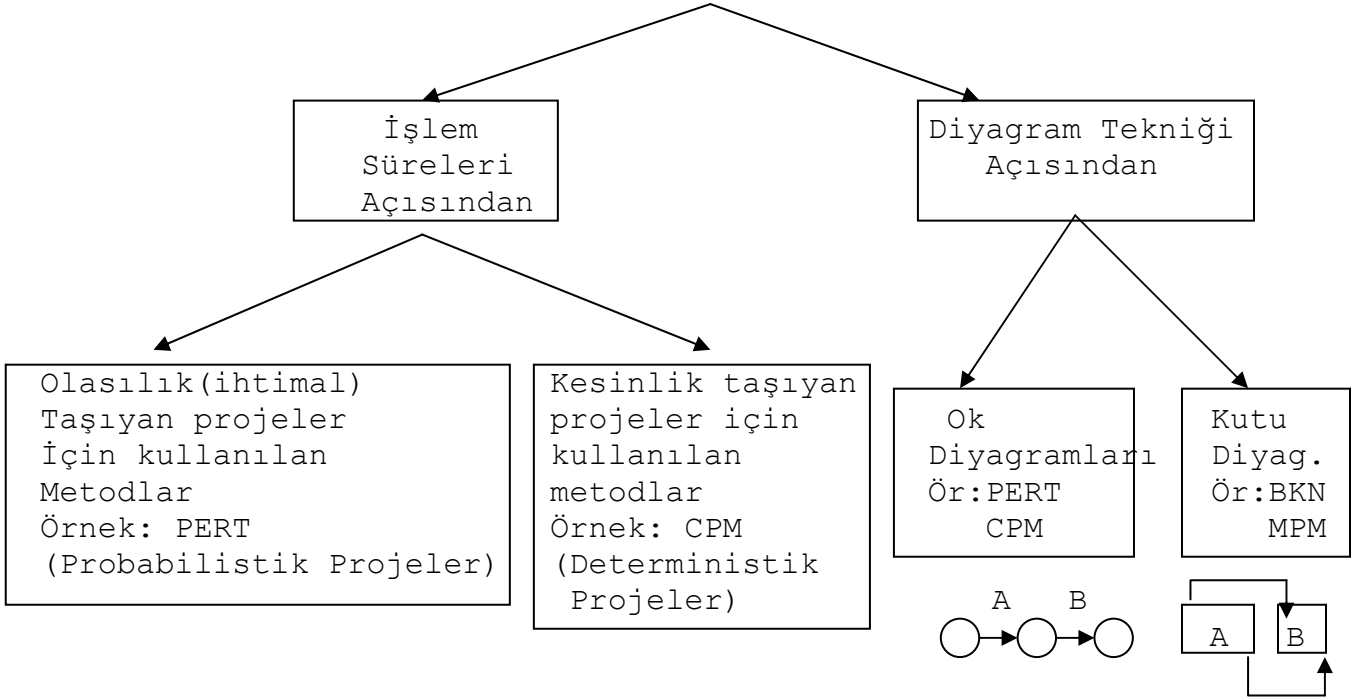 İşlem
Süreleri
Açısından
Diyagram Tekniği
Açısından
Olasılık(ihtimal)
Taşıyan projeler
İçin kullanılan
Metodlar
Örnek: PERT
(Probabilistik Projeler)
Kesinlik taşıyan
projeler için
kullanılan
metodlar
Örnek: CPM
(Deterministik
Projeler)
Ok
Diyagramları
Ör:PERT
CPM
Kutu
Diyag.
Ör:BKN
MPM
A B
A B